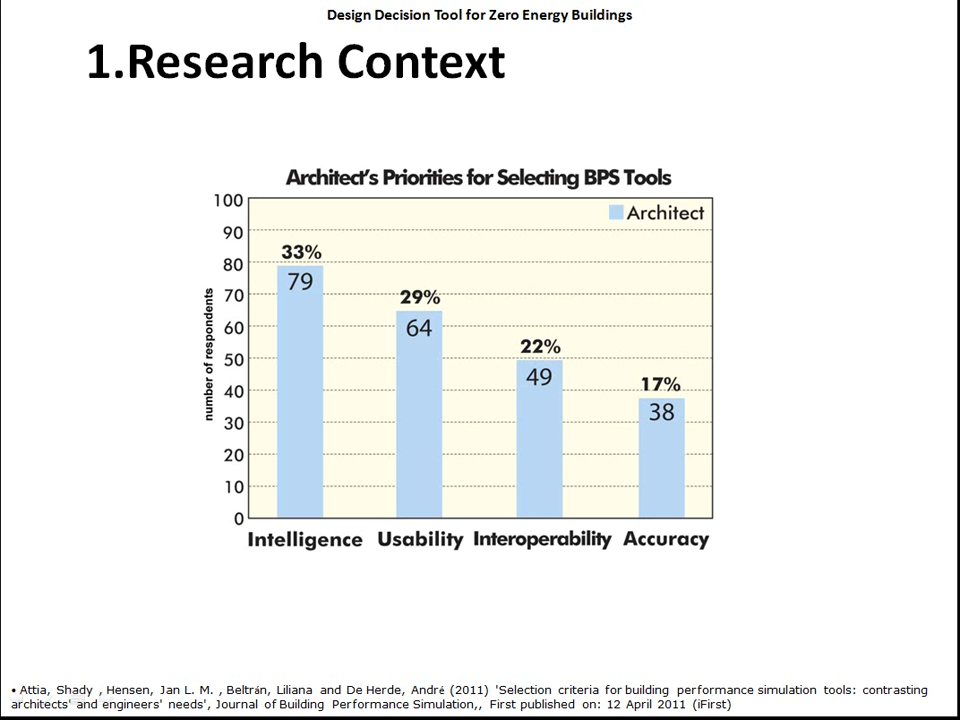 Design Decision Tool for Zero Energy Buildings
1.Research Context
Architect's Priorities for Selecting BPS Tools
Architect
number of respondents
100
90
80
70
60
50
40
30
20
10
0
33%
79
29%
64
22%
49
17%
38
Intelligence Usability Interoperability Accuracy
• Attia, Shady , Hensen, Jan L. M. , Beltrán, Liliana and De Herde, André (2011) 'Selection criteria for building performance simulation tools: contrasting
architects' and engineers' needs', Journal of Building Performance Simulation,, First published on: 12 April 2011 (iFirst)